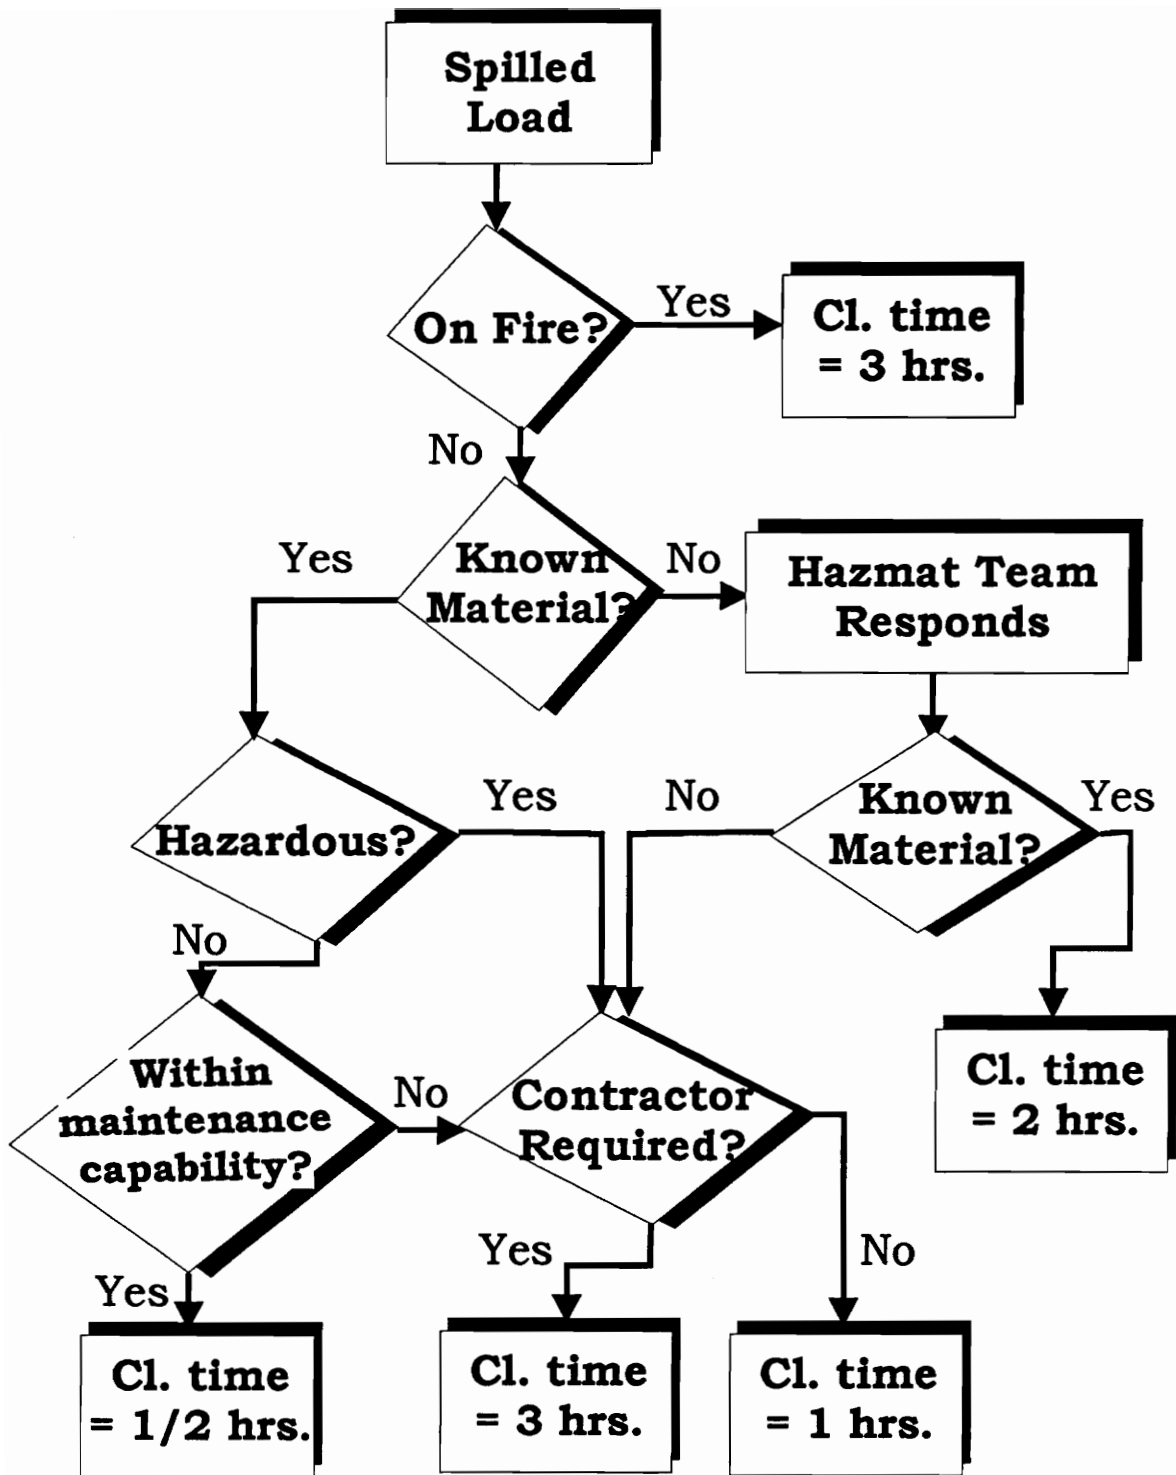 Spilled
Load
On Fire?
Yes
Cl. time
= 3 hrs.
No
Known
Material?
Yes
No
Hazmat Team
Responds
Hazardous?
Yes
No
Known
Material?
Yes
No
Within
maintenance
capability?
No
Contractor
Required?
Cl. time
= 2 hrs.
Yes
Yes
No
Cl. time
= 1/2 hrs.
Cl. time
= 3 hrs.
Cl. time
= 1 hrs.